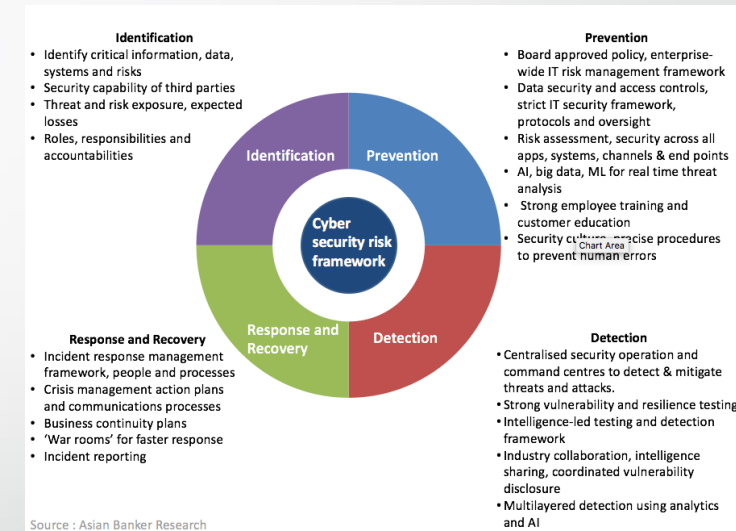 Identification
• Identify critical information, data,
systems and risks
• Security capability of third parties
• Threat and risk exposure, expected
losses
• Roles, responsibilities and
accountabilities
Prevention
• Board approved policy, enterprise-
wide IT risk management framework
• Data security and access controls,
strict IT security framework,
protocols and oversight
• Risk assessment, security across all
apps, systems, channels & end points
• AI, big data, ML for real time threat
analysis
• Strong employee training and
customer education
• Security culture, precise procedures
to prevent human errors
Chart Area
Identification
Prevention
Cyber
security risk
framework
Response and
Recovery
Detection
Response and Recovery
• Incident response management
framework, people and processes
• Crisis management action plans
and communications processes
• Business continuity plans
• ‘War rooms’ for faster response
• Incident reporting
Detection
• Centralised security operation and
command centres to detect & mitigate
threats and attacks.
• Strong vulnerability and resilience testing
• Intelligence-led testing and detection
framework
• Industry collaboration, intelligence
sharing, coordinated vulnerability
disclosure
• Multilayered detection using analytics
and AI
Source : Asian Banker Research